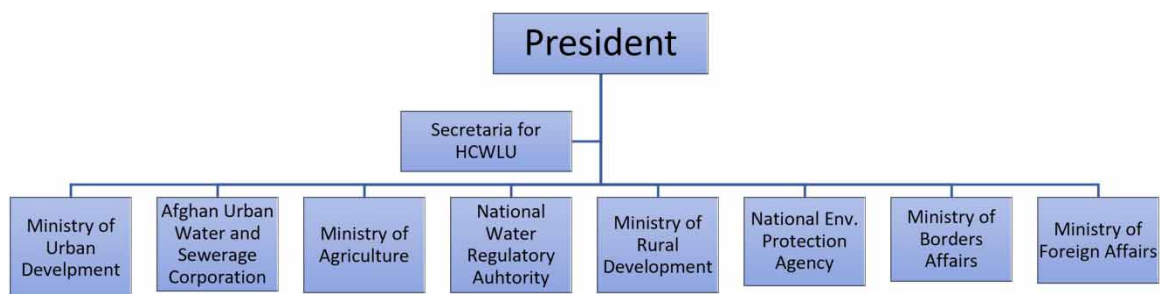 President
Secretaria for
HCWLU
Ministry of
Urban
Develpment
Afghan Urban
Water and
Sewerage
Corporation
Ministry of
Agriculture
National
Water
Regulatory
Auhtority
Ministry of
Rural
Development
National Env.
Protection
Agency
Ministry of
Borders
Affairs
Ministry of
Foreign Affairs